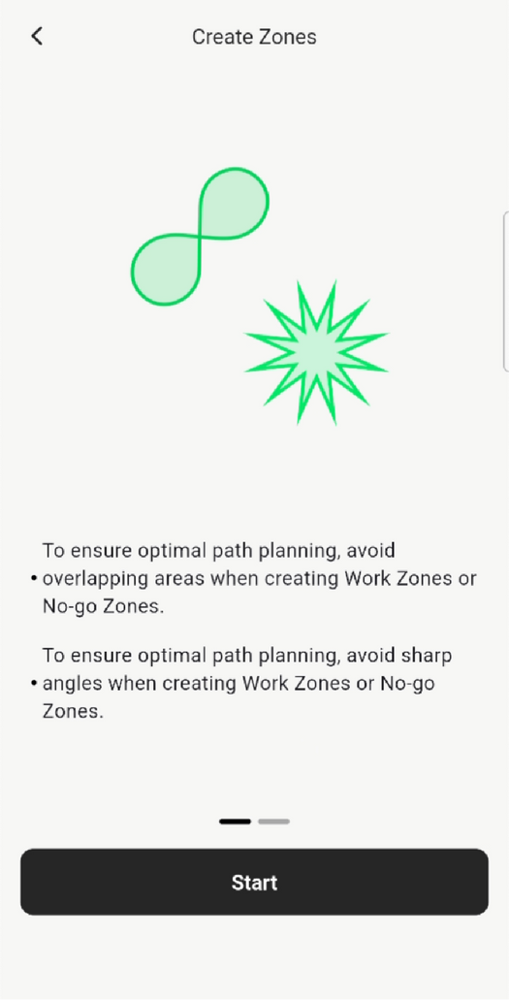 Create Zones
To ensure optimal path planning, avoid
• overlapping areas when creating Work Zones or
No-go Zones.
To ensure optimal path planning, avoid sharp
• angles when creating Work Zones or No-go
Zones.
Start